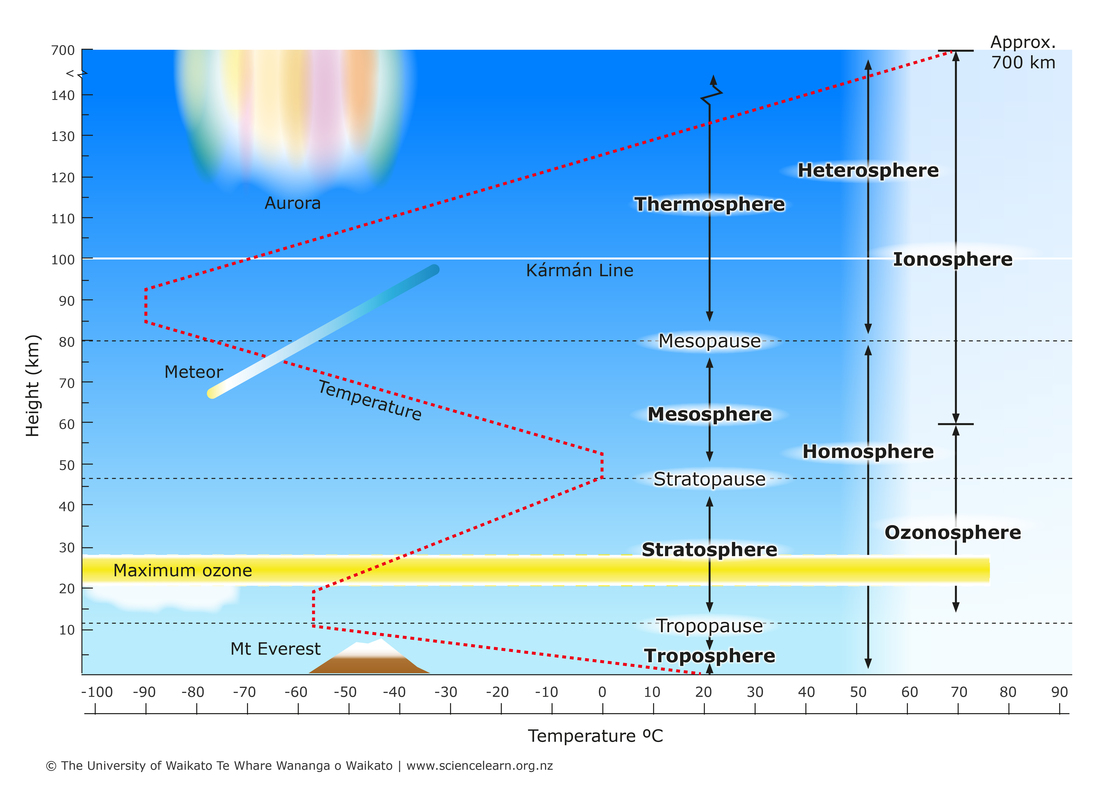 Approx.
700 km
700
<
140
130
120
110
100
90
80
70
60
50
40
30
20
10
Height (km)
Aurora
Heterosphere
Thermosphere
Ionosphere
Kármán Line
Mesopause
Meteor
Temperature
Mesosphere
Homosphere
Stratopause
Ozonosphere
Stratosphere
Maximum ozone
Tropopause
Mt Everest
Troposphere
-100 -90 -80 -70 -60 -50 -40 -30 -20 -10 0 10 20 30 40 50 60 70 80 90
Temperature ºC
© The University of Waikato Te Whare Wananga o Waikato | www.sciencelearn.org.nz